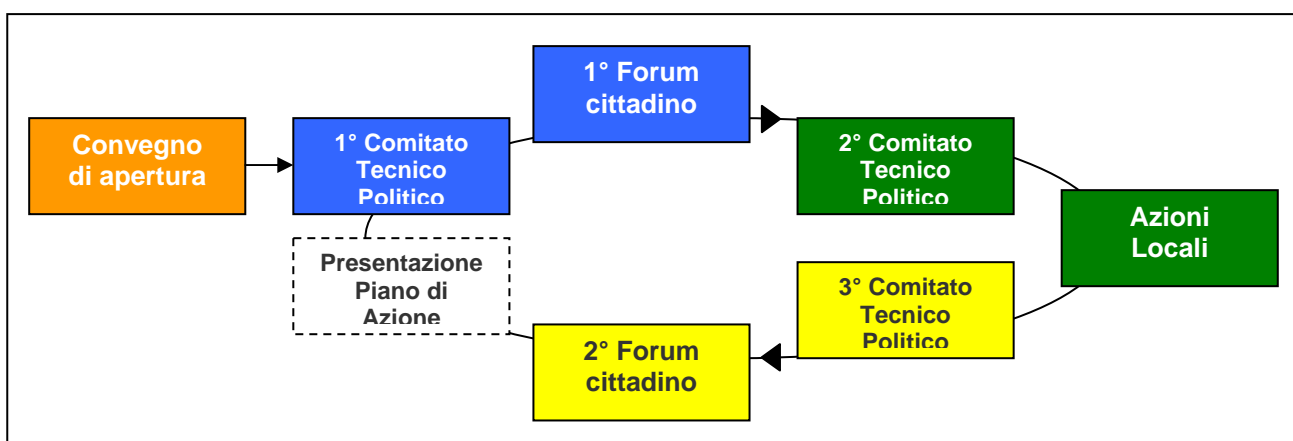 Convegno
di apertura
1° Comitato
Tecnico
Politico
1° Forum
cittadino
2° Comitato
Tecnico
Politico
Azioni
Locali
3° Comitato
Tecnico
Politico
2° Forum
cittadino
Presentazione
Piano di
Azione